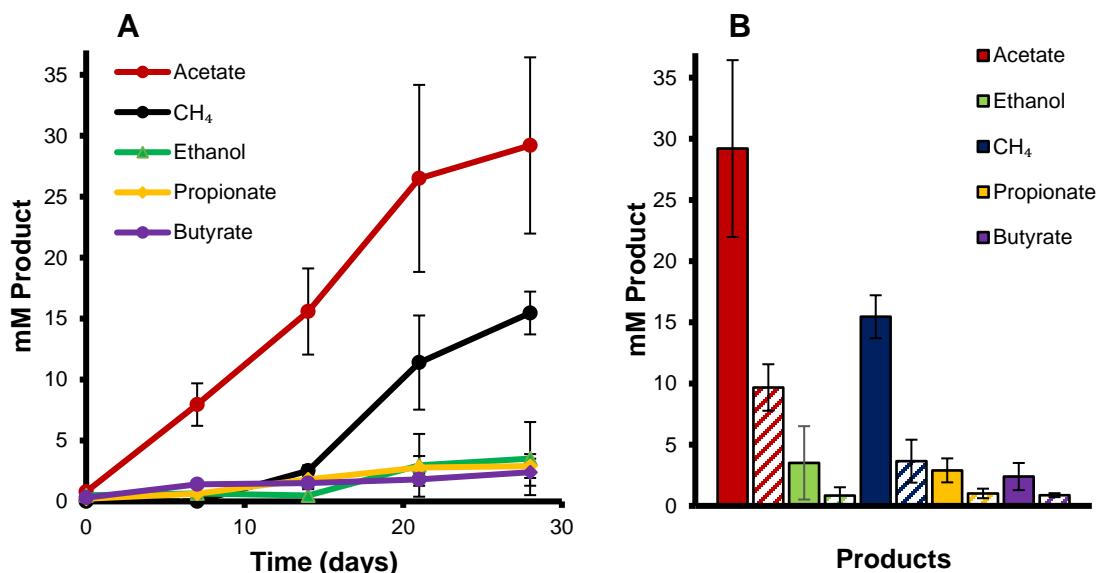 A
mM Product
35
30
25
20
15
10
5
0
Acetate
CH₄
Ethanol
Propionate
Butyrate
0
10
20
30
Time (days)
B
mM Product
35
30
25
20
15
10
5
0
Acetate
Ethanol
CH₄
Propionate
Butyrate
Products